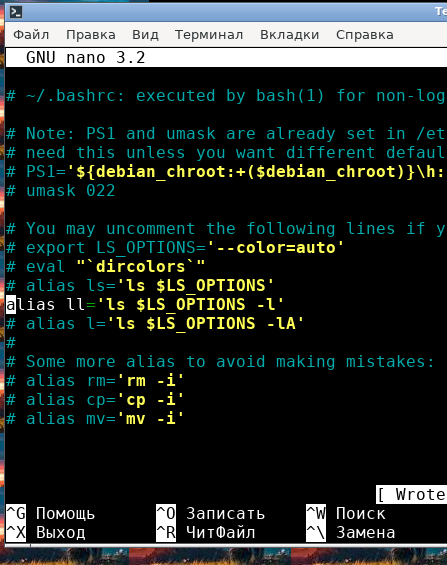 Te
Файл Правка Вид Терминал Вкладки Справка
GNU nano 3.2
# ~/.bashrc: executed by bash(1) for non-log
# Note: PS1 and umask are already set in /et
# need this unless you want different defaul
# PS1='${debian_chroot:+($debian_chroot)}\h:
# umask 022
# You may uncomment the following lines if y
# export LS_OPTIONS='--color=auto'
# eval "`dircolors`"
# alias ls='ls $LS_OPTIONS'
alias ll='ls $LS_OPTIONS -l'
# alias l='ls $LS_OPTIONS -lA'
#
# Some more alias to avoid making mistakes:
# alias rm='rm -i'
# alias cp='cp -i'
# alias mv='mv -i'
[ Wrote
^G Помощь ^O Записать ^W Поиск
^X Выход ^R ЧитФайл ^\ Замена